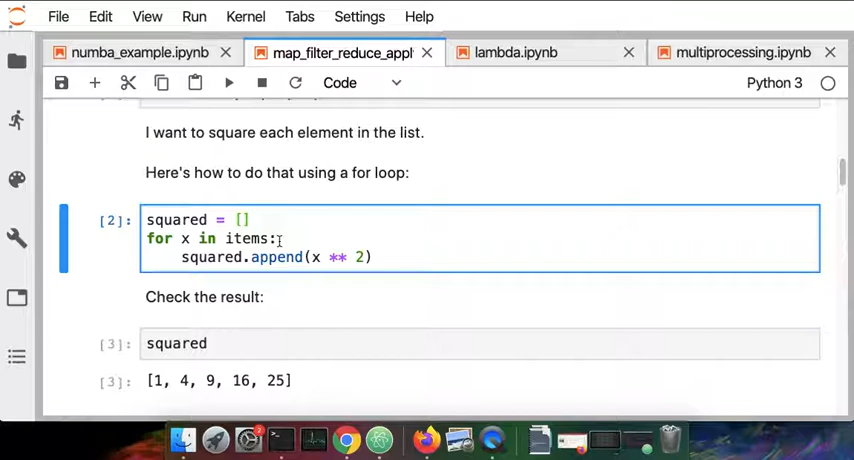 File Edit View Run Kernel Tabs Settings Help
numba_example.ipynb map_filter_reduce_appl lambda.ipynb multiprocessing.ipynb
Code Python 3
I want to square each element in the list.
Here's how to do that using a for loop:
[2]: squared = []
for x in items:
squared.append(x ** 2)
Check the result:
[3]: squared
[3]: [1, 4, 9, 16, 25]
2